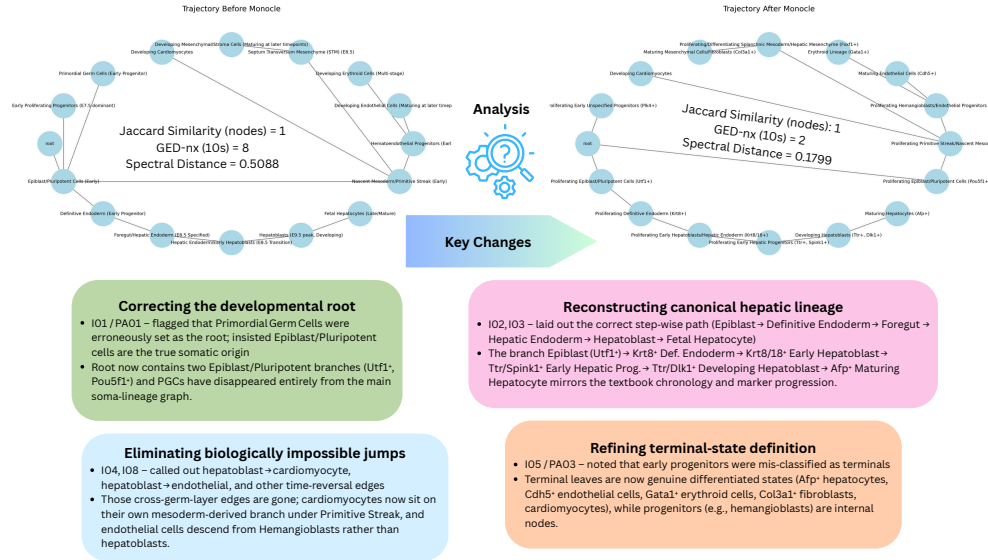 Trajectory Before Monocle
Developing Mesenchymal/Stroma Cells (Maturing at later timepoints)
Developing Cardiomyocytes
Septum Transversum Mesenchyme (STM) (E8.5)
Primordial Germ Cells (Early Progenitor)
Developing Erythroid Cells (Multi-stage)
Early Proliferating Progenitors (E7.5 dominant)
Developing Endothelial Cells (Maturing at later timep
root
Hematoendothelial Progenitors (Earl
Jaccard Similarity (nodes) = 1
GED-nx (10s) = 8
Spectral Distance = 0.5088
Epiblast/Pluripotent Cells (Early)
Nascent Mesoderm/Primitive Streak (Early)
Definitive Endoderm (Early Progenitor)
Fetal Hepatocytes (Late/Mature)
Foregut/Hepatic Endoderm (E8.5 Specified)
Hepatoblasts (E9.5 peak, Developing)
Analysis
Key Changes
Trajectory After Monocle
Proliferating/Differentiating Splanchnic Mesoderm/Hepatic Mesenchyme (Foxf1+)
Maturing Mesenchymal Cells/Fibroblasts (Col3a1+)
Erythroid Lineage (Gata1+)
Developing Cardiomyocytes
Maturing Endothelial Cells (Cdh5+)
roliferating Early Unspecified Progenitors (Plk4+)
Proliferating Hemangioblasts/Endothelial Progenitors
root
Proliferating Primitive Streak/Nascent Meso
Jaccard Similarity (nodes): 1
GED-nx (10s) = 2
Spectral Distance = 0.1799
Proliferating Epiblast/Pluripotent Cells (Utf1+)
Proliferating Epiblast/Pluripotent Cells (Pou5f1+
Proliferating Definitive Endoderm (Krt8+)
Maturing Hepatocytes (Afp+)
Proliferating Early Hepatoblasts/Hepatic Endoderm (Krt8/18+)
Developing Hepatoblasts (Ttr+, Dlk1+)
Proliferating Early Hepatic Progenitors (Ttr+, Spink1+)
Correcting the developmental root
• I01 / PA01 – flagged that Primordial Germ Cells were
erroneously set as the root; insisted Epiblast/Pluripotent
cells are the true somatic origin
• Root now contains two Epiblast/Pluripotent branches (Utf1⁺,
Pou5f1⁺) and PGCs have disappeared entirely from the main
soma-lineage graph.
Reconstructing canonical hepatic lineage
• I02, I03 – laid out the correct step-wise path (Epiblast → Definitive Endoderm → Foregut →
Hepatic Endoderm → Hepatoblast → Fetal Hepatocyte)
• The branch Epiblast (Utf1⁺) → Krt8⁺ Def. Endoderm → Krt8/18⁺ Early Hepatoblast →
Ttr/Spink1⁺ Early Hepatic Prog. → Ttr/Dlk1⁺ Developing Hepatoblast → Afp⁺ Maturing
Hepatocyte mirrors the textbook chronology and marker progression.
Eliminating biologically impossible jumps
• I04, I08 – called out hepatoblast → cardiomyocyte,
hepatoblast → endothelial, and other time-reversal edges
• Those cross-germ-layer edges are gone; cardiomyocytes now sit on
their own mesoderm-derived branch under Primitive Streak, and
endothelial cells descend from Hemangioblasts rather than
hepatoblasts.
Refining terminal-state definition
• I05 / PA03 – noted that early progenitors were mis-classified as terminals
• Terminal leaves are now genuine differentiated states (Afp⁺ hepatocytes,
Cdh5⁺ endothelial cells, Gata1⁺ erythroid cells, Col3a1⁺ fibroblasts,
cardiomyocytes), while progenitors (e.g., hemangioblasts) are internal
nodes.